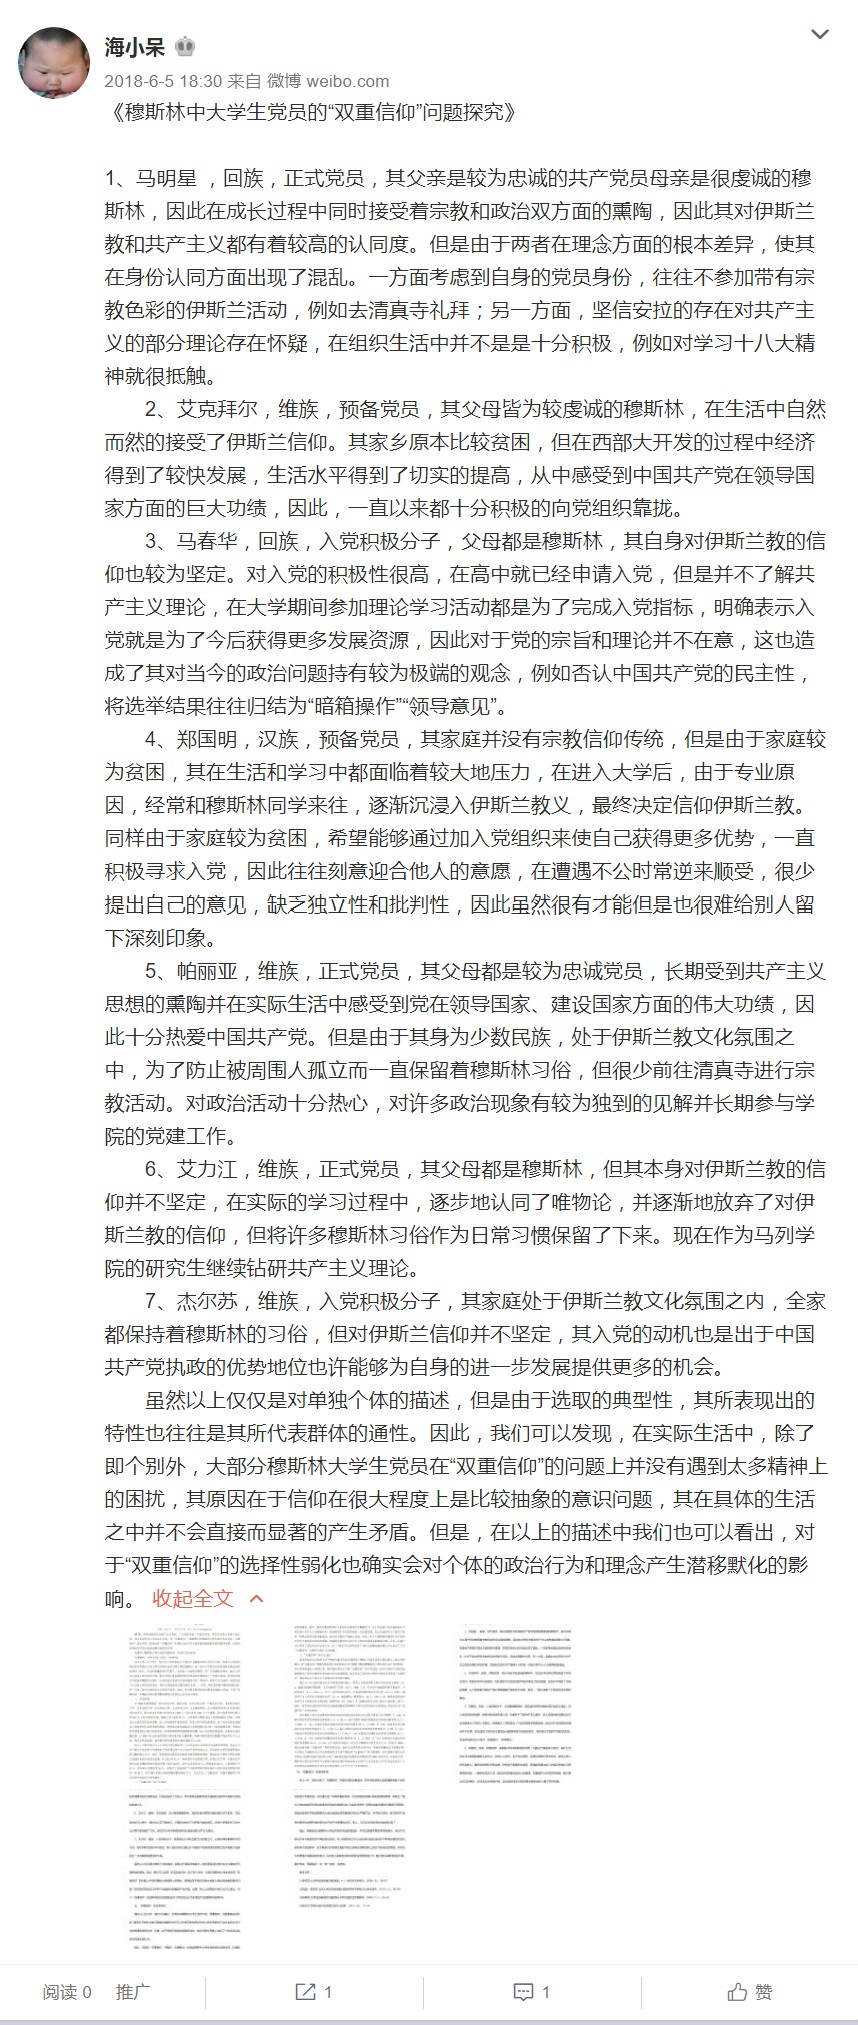 海小呆
2018-6-5 18:30 来自 微博 weibo.com
《穆斯林中大学生党员的“双重信仰”问题探究》
1、马明星 ，回族，正式党员，其父亲是较为忠诚的共产党员母亲是很虔诚的穆
斯林，因此在成长过程中同时接受着宗教和政治双方面的熏陶，因此其对伊斯兰
教和共产主义都有着较高的认同度。但是由于两者在理念方面的根本差异，使其
在身份认同方面出现了混乱。一方面考虑到自身的党员身份，往往不参加带有宗
教色彩的伊斯兰活动，例如去清真寺礼拜；另一方面，坚信安拉的存在对共产主
义的部分理论存在怀疑，在组织生活中并不是是十分积极，例如对学习十八大精
神就很抵触。
2、艾克拜尔，维族，预备党员，其父母皆为较虔诚的穆斯林，在生活中自然
而然的接受了伊斯兰信仰。其家乡原本比较贫困，但在西部大开发的过程中经济
得到了较快发展，生活水平得到了切实的提高，从中感受到中国共产党在领导国
家方面的巨大功绩，因此，一直以来都十分积极的向党组织靠拢。
3、马春华，回族，入党积极分子，父母都是穆斯林，其自身对伊斯兰教的信
仰也较为坚定。对入党的积极性很高，在高中就已经申请入党，但是并不了解共
产主义理论，在大学期间参加理论学习活动都是为了完成入党指标，明确表示入
党就是为了今后获得更多发展资源，因此对于党的宗旨和理论并不在意，这也造
成了其对当今的政治问题持有较为极端的观念，例如否认中国共产党的民主性，
将选举结果往往归结为“暗箱操作”“领导意见”。
4、郑国明，汉族，预备党员，其家庭并没有宗教信仰传统，但是由于家庭较
为贫困，其在生活和学习中都面临着较大地压力，在进入大学后，由于专业原
因，经常和穆斯林同学来往，逐渐沉浸入伊斯兰教义，最终决定信仰伊斯兰教。
同样由于家庭较为贫困，希望能够通过加入党组织来使自己获得更多优势，一直
积极寻求入党，因此往往刻意迎合他人的意愿，在遭遇不公时常逆来顺受，很少
提出自己的意见，缺乏独立性和批判性，因此虽然很有才能但是也很难给别人留
下深刻印象。
5、帕丽亚，维族，正式党员，其父母都是较为忠诚党员，长期受到共产主义
思想的熏陶并在实际生活中感受到党在领导国家、建设国家方面的伟大功绩，因
此十分热爱中国共产党。但是由于其身为少数民族，处于伊斯兰教文化氛围之
中，为了防止被周围人孤立而一直保留着穆斯林习俗，但很少前往清真寺进行宗
教活动。对政治活动十分热心，对许多政治现象有较为独到的见解并长期参与学
院的党建工作。
6、艾力江，维族，正式党员，其父母都是穆斯林，但其本身对伊斯兰教的信
仰并不坚定，在实际的学习过程中，逐步地认同了唯物论，并逐渐地放弃了对伊
斯兰教的信仰，但将许多穆斯林习俗作为日常习惯保留了下来。现在作为马列学
院的研究生继续钻研共产主义理论。
7、杰尔苏，维族，入党积极分子，其家庭处于伊斯兰教文化氛围之内，全家
都保持着穆斯林的习俗，但对伊斯兰信仰并不坚定，其入党的动机也是出于中国
共产党执政的优势地位也许能够为自身的进一步发展提供更多的机会。
虽然以上仅仅是对单独个体的描述，但是由于选取的典型性，其所表现出的
特性也往往是其所代表群体的通性。因此，我们可以发现，在实际生活中，除了
即个别外，大部分穆斯林大学生党员在“双重信仰”的问题上并没有遇到太多精神上
的困扰，其原因在于信仰在很大程度上是比较抽象的意识问题，其在具体的生活
之中并不会直接而显著的产生矛盾。但是，在以上的描述中我们也可以看出，对
于“双重信仰”的选择性弱化也确实会对个体的政治行为和理念产生潜移默化的影
响。 收起全文
阅读 0 推广 1 1 赞